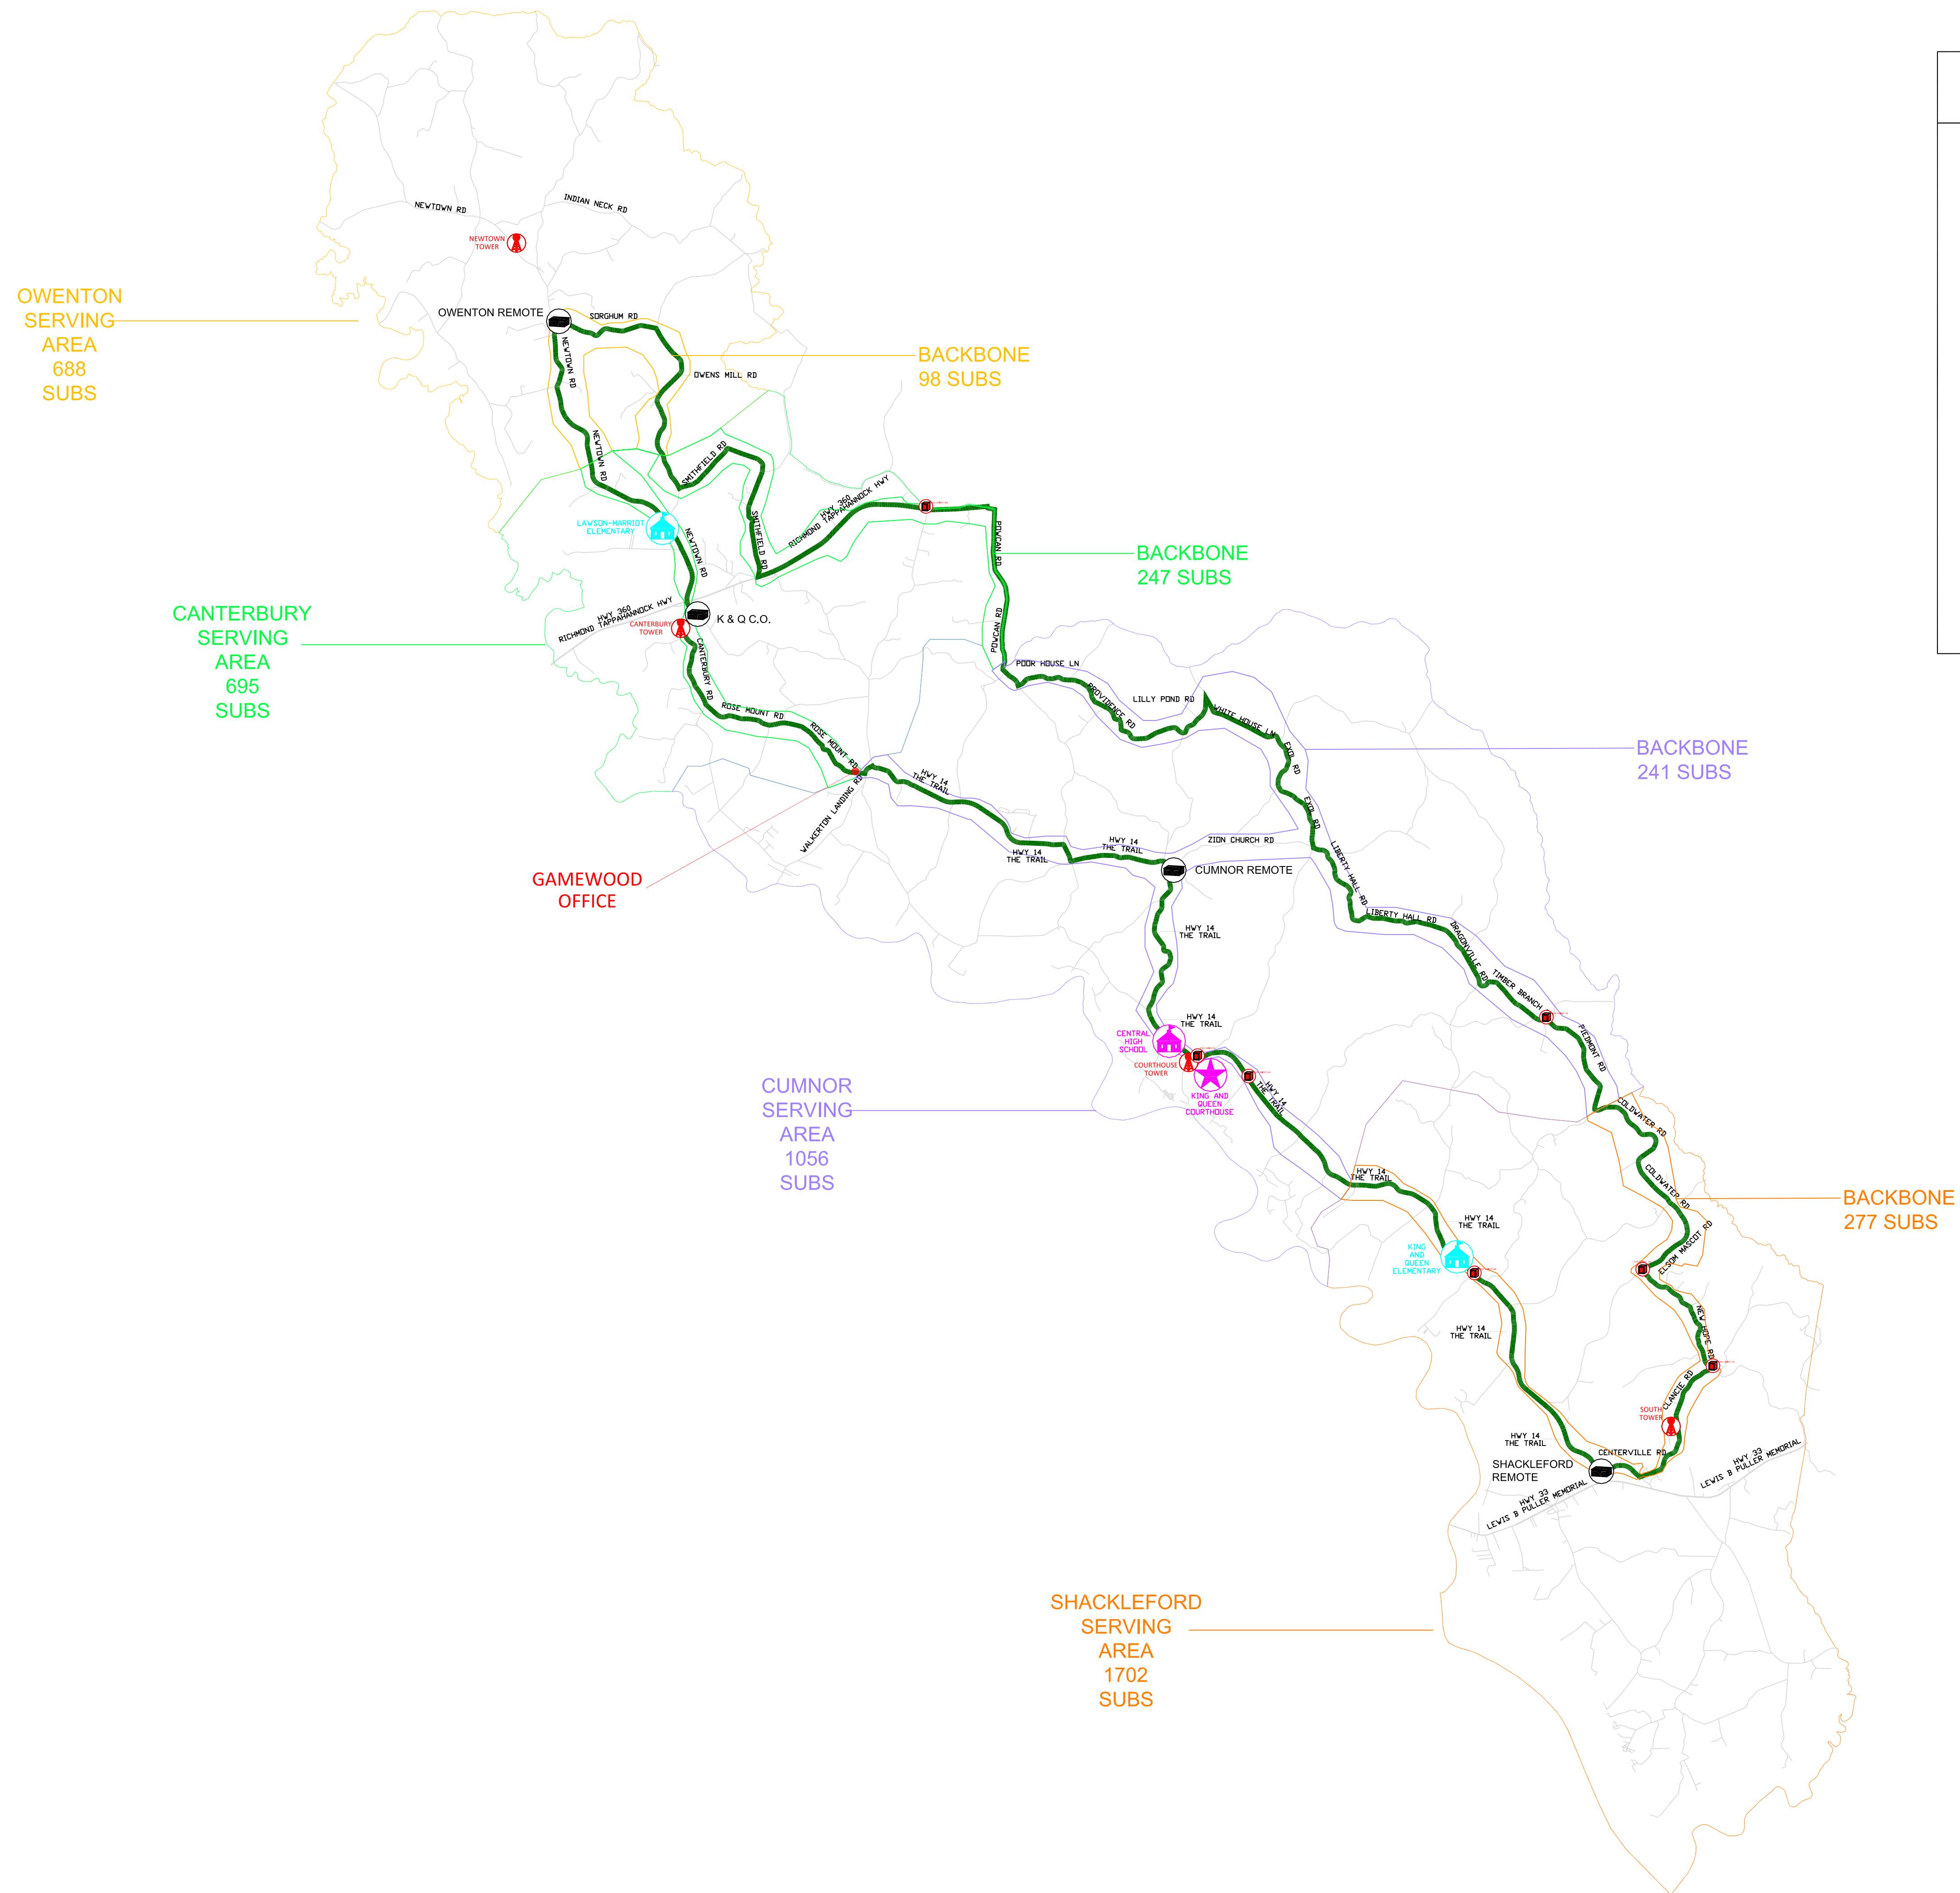 NEWTOWN RD
INDIAN NECK RD
NEWTOWN
TOWER
OWENTON
SERVING
AREA
688
SUBS
OWENTON REMOTE
SORGHUM RD
NEWTOWN RD
BACKBONE
98 SUBS
OWENS MILL RD
NEWTOWN RD
SMITHFIELD RD
HWY 360
RICHMOND TAPPAHANNOCK HWY
LAWSON-MARRIOT
ELEMENTARY
NEWTOWN RD
SMITHFIELD RD
POWCAN RD
BACKBONE
247 SUBS
CANTERBURY
SERVING
AREA
695
SUBS
HWY 360
RICHMOND TAPPAHANNOCK HWY
CANTERBURY
TOWER
K & Q C.O.
POWCAN RD
CANTERBURY RD
POOR HOUSE LN
PROVIDENCE RD
LILLY POND RD
WHITE HOUSE LN
ROSE MOUNT RD
ROSE MOUNT RD
EXOL RD
BACKBONE
241 SUBS
HWY 14
THE TRAIL
WALKERTON LANDING RD
EXOL RD
HWY 14
THE TRAIL
HWY 14
THE TRAIL
ZION CHURCH RD
LIBERTY HALL RD
CUMNOR REMOTE
GAMEWOOD
OFFICE
LIBERTY HALL RD
HWY 14
THE TRAIL
DRAGONVILLE RD
TIMBER BRANCH
HWY 14
THE TRAIL
CENTRAL
HIGH
SCHOOL
PIEDMONT RD
COURTHOUSE
TOWER
KING AND
QUEEN
COURTHOUSE
HWY 14
THE TRAIL
CUMNOR
SERVING
AREA
1056
SUBS
COLDWATER RD
HWY 14
THE TRAIL
COLDWATER RD
BACKBONE
277 SUBS
HWY 14
THE TRAIL
KING
AND
QUEEN
ELEMENTARY
ELSOM MASCOT RD
HWY 14
THE TRAIL
NEW HOPE RD
CLANCIE RD
SOUTH
TOWER
HWY 14
THE TRAIL
CENTERVILLE RD
SHACKLEFORD
REMOTE
HWY 33
LEWIS B PULLER MEMORIAL
HWY 33
LEWIS B PULLER MEMORIAL
SHACKLEFORD
SERVING
AREA
1702
SUBS